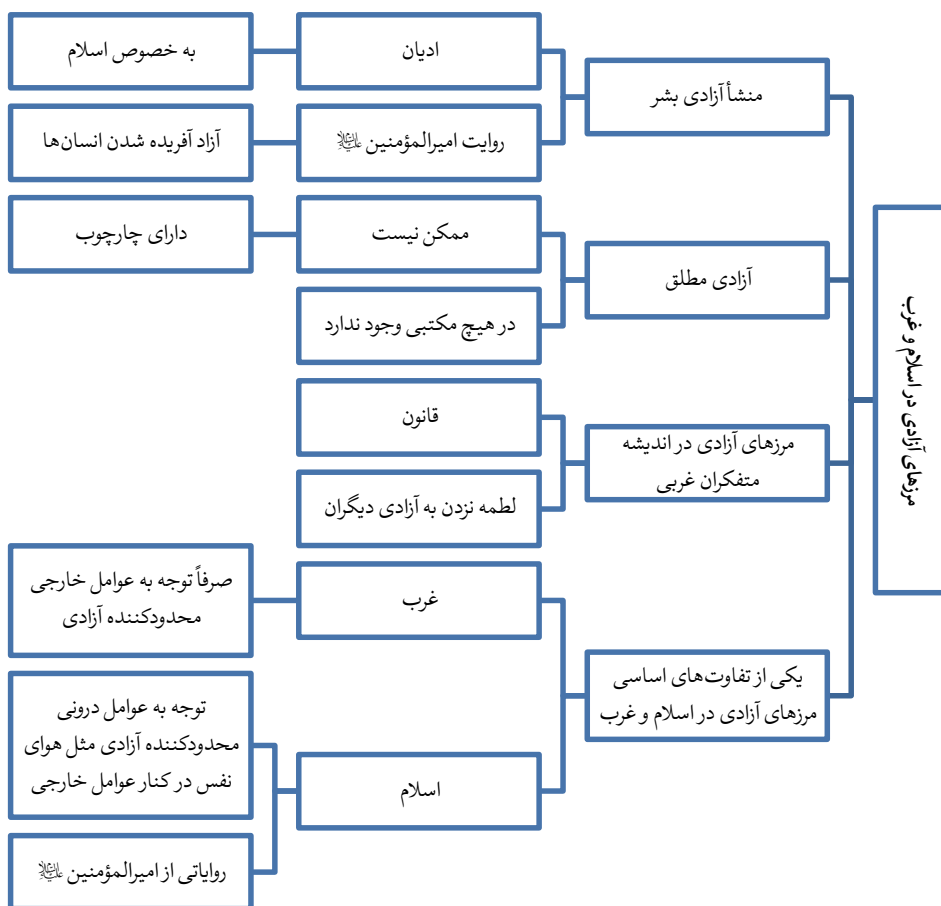 مرزهای آزادی در اسلام و غرب
منشأ آزادی بشر
ادیان
به خصوص اسلام
روایت امیرالمؤمنین علیه‌السلام
آزاد آفریده شدن انسان‌ها
آزادی مطلق
ممکن نیست
دارای چارچوب
در هیچ مکتبی وجود ندارد
مرزهای آزادی در اندیشه
متفکران غربی
قانون
لطمه نزدن به آزادی دیگران
یکی از تفاوت‌های اساسی
مرزهای آزادی در اسلام و غرب
غرب
صرفاً توجه به عوامل خارجی
محدودکننده آزادی
اسلام
توجه به عوامل درونی
محدودکننده آزادی مثل هوای
نفس در کنار عوامل خارجی
روایاتی از امیرالمؤمنین علیه‌السلام